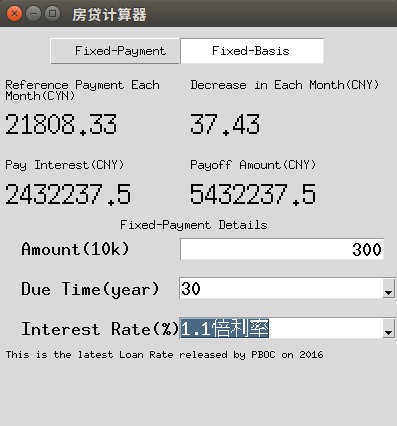 房贷计算器
Fixed-Payment
Fixed-Basis
Reference Payment Each
Month(CYN)
Decrease in Each Month(CNY)
21808.33
37.43
Pay Interest(CNY)
Payoff Amount(CNY)
2432237.5
5432237.5
Fixed-Payment Details
Amount(10k)
300
Due Time(year)
30
Interest Rate(%)
1.1倍利率
This is the latest Loan Rate released by PBOC on 2016